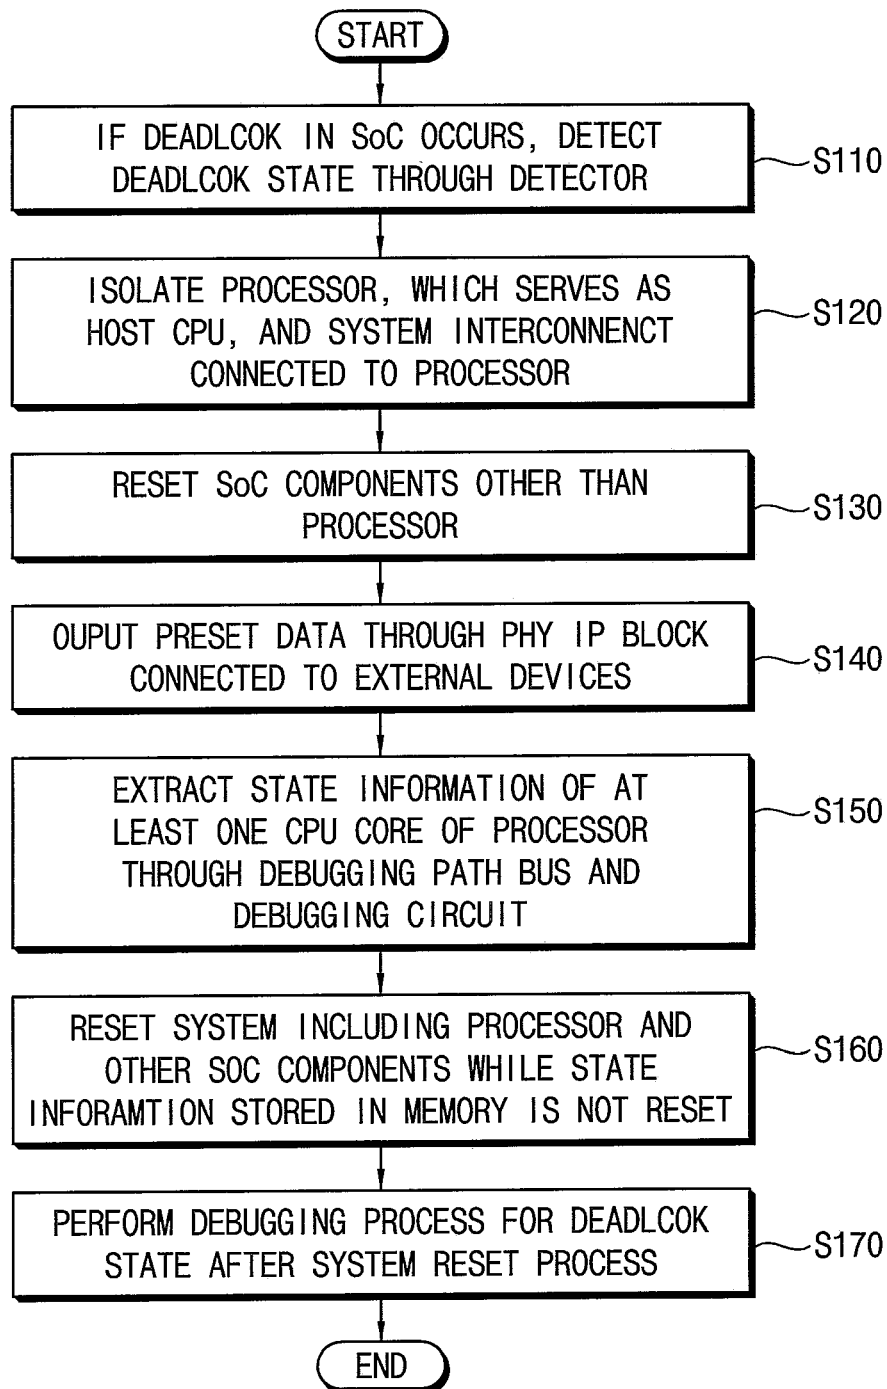 START
IF DEADLCOK IN SoC OCCURS, DETECT
DEADLCOK STATE THROUGH DETECTOR
S110
ISOLATE PROCESSOR, WHICH SERVES AS
HOST CPU, AND SYSTEM INTERCONNENCT
CONNECTED TO PROCESSOR
S120
RESET SoC COMPONENTS OTHER THAN
PROCESSOR
S130
OUPUT PRESET DATA THROUGH PHY IP BLOCK
CONNECTED TO EXTERNAL DEVICES
S140
EXTRACT STATE INFORMATION OF AT
LEAST ONE CPU CORE OF PROCESSOR
THROUGH DEBUGGING PATH BUS AND
DEBUGGING CIRCUIT
S150
RESET SYSTEM INCLUDING PROCESSOR AND
OTHER SOC COMPONENTS WHILE STATE
INFORAMTION STORED IN MEMORY IS NOT RESET
S160
PERFORM DEBUGGING PROCESS FOR DEADLCOK
STATE AFTER SYSTEM RESET PROCESS
S170
END